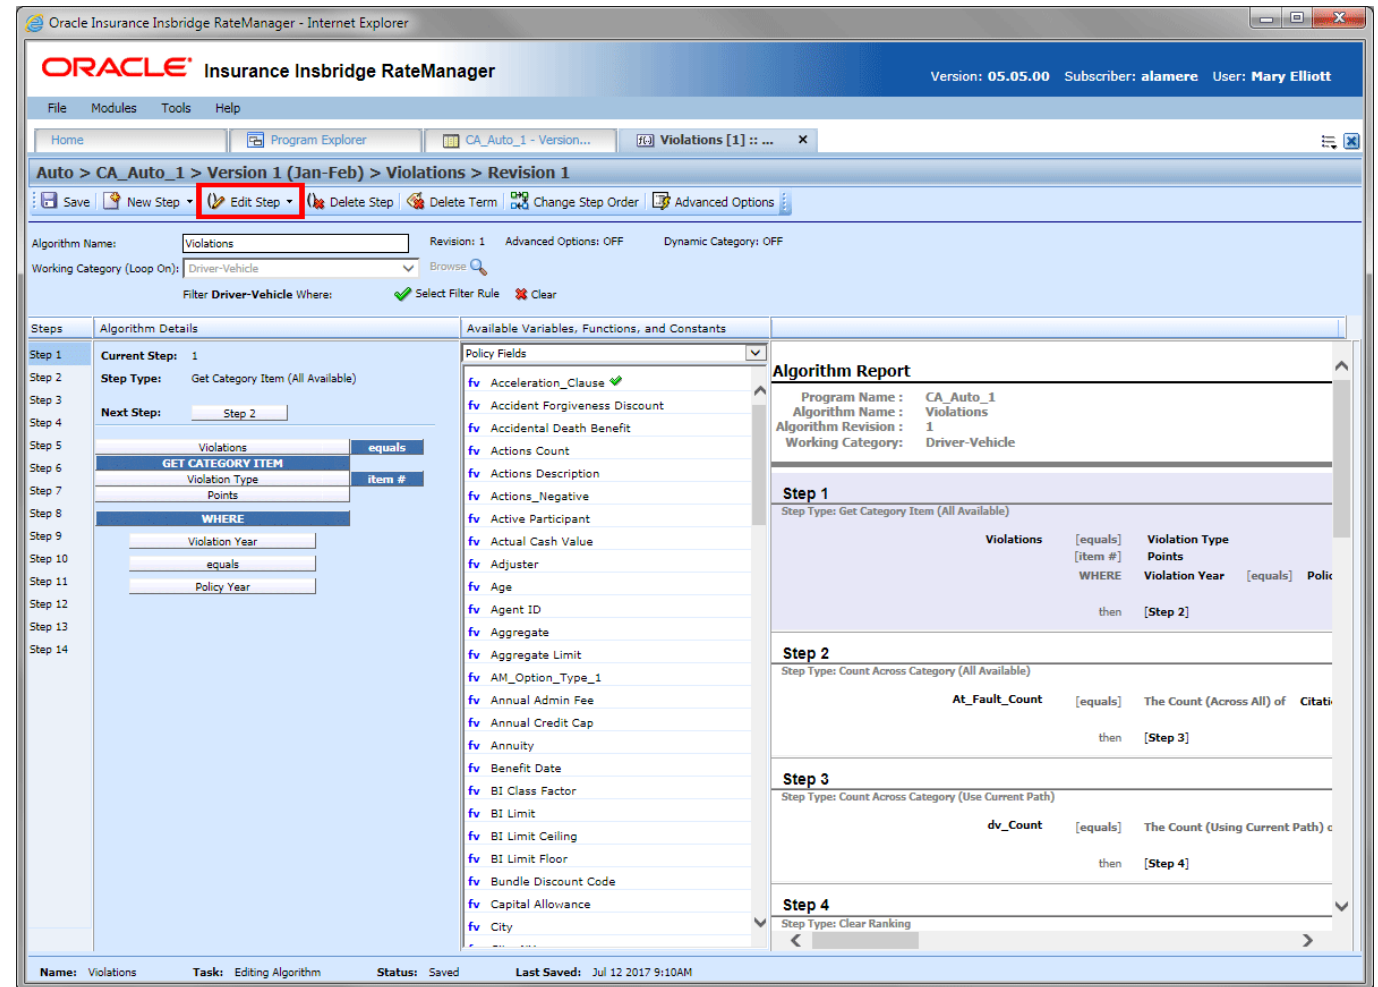 Oracle Insurance Insbridge RateManager - Internet Explorer
ORACLE Insurance Insbridge RateManager
Version: 05.05.00 Subscriber: alamere User: Mary Elliott
File Modules Tools Help
Home Program Explorer CA_Auto_1 - Version... Violations [1] :: ... x
Auto > CA_Auto_1 > Version 1 (Jan-Feb) > Violations > Revision 1
Save New Step Edit Step Delete Step Delete Term Change Step Order Advanced Options
Algorithm Name: Violations Revision: 1 Advanced Options: OFF Dynamic Category: OFF
Working Category (Loop On): Driver-Vehicle Browse
Filter Driver-Vehicle Where: Select Filter Rule Clear
Steps
Step 1
Step 2
Step 3
Step 4
Step 5
Step 6
Step 7
Step 8
Step 9
Step 10
Step 11
Step 12
Step 13
Step 14
Algorithm Details
Current Step: 1
Step Type: Get Category Item (All Available)
Next Step: Step 2
Violations equals
GET CATEGORY ITEM
Violation Type item #
Points
WHERE
Violation Year
equals
Policy Year
Available Variables, Functions, and Constants
Policy Fields
fv Acceleration_Clause
fv Accident Forgiveness Discount
fv Accidental Death Benefit
fv Actions Count
fv Actions Description
fv Actions_Negative
fv Active Participant
fv Actual Cash Value
fv Adjuster
fv Age
fv Agent ID
fv Aggregate
fv Aggregate Limit
fv AM_Option_Type_1
fv Annual Admin Fee
fv Annual Credit Cap
fv Annuity
fv Benefit Date
fv BI Class Factor
fv BI Limit
fv BI Limit Ceiling
fv BI Limit Floor
fv Bundle Discount Code
fv Capital Allowance
fv City
Algorithm Report
Program Name : CA_Auto_1
Algorithm Name : Violations
Algorithm Revision : 1
Working Category: Driver-Vehicle
Step 1
Step Type: Get Category Item (All Available)
Violations [equals] Violation Type
[item #] Points
WHERE Violation Year [equals] Polic
then [Step 2]
Step 2
Step Type: Count Across Category (All Available)
At_Fault_Count [equals] The Count (Across All) of Citati
then [Step 3]
Step 3
Step Type: Count Across Category (Use Current Path)
dv_Count [equals] The Count (Using Current Path) o
then [Step 4]
Step 4
Step Type: Clear Ranking
Name: Violations Task: Editing Algorithm Status: Saved Last Saved: Jul 12 2017 9:10AM